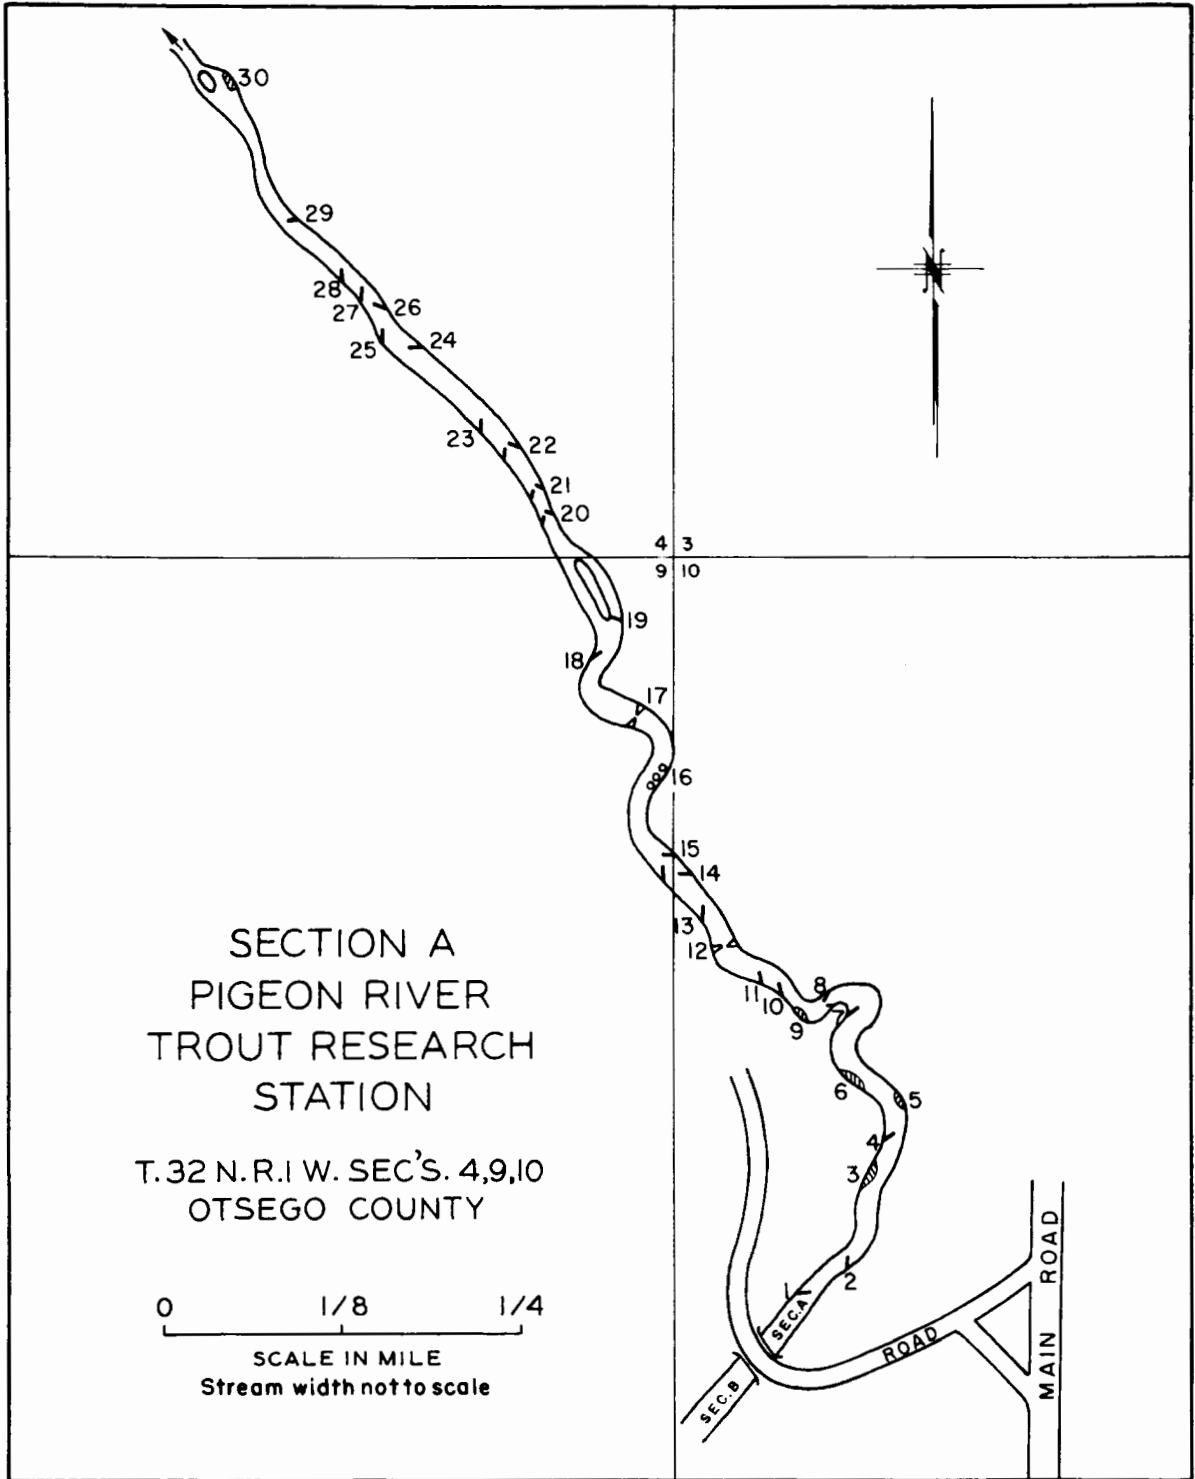 30
29
28
27
26
25
24
23
22
21
20
4 3
9 10
19
18
17
16
15
14
13
12
11
10
8
9
6
5
4
3
2
1
SECTION A
PIGEON RIVER
TROUT RESEARCH
STATION
T.32 N.R.1 W. SEC'S. 4,9,10
OTSEGO COUNTY
0 1/8 1/4
SCALE IN MILE
Stream width not to scale
SEC.A
SEC.B
ROAD
MAIN ROAD
N